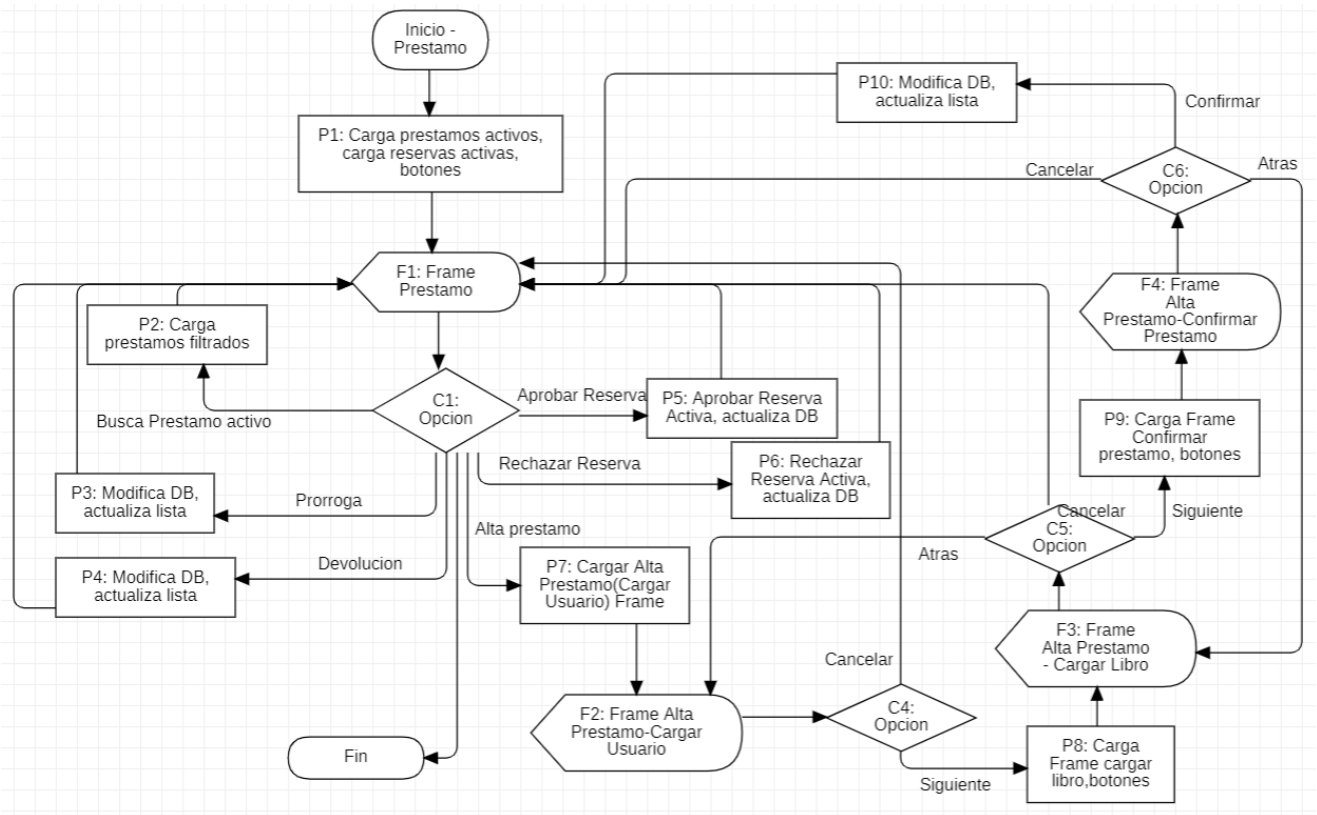 Inicio -
Prestamo
P1: Carga prestamos activos,
carga reservas activas,
botones
F1: Frame
Prestamo
C1:
Opcion
Busca Prestamo activo
P2: Carga
prestamos filtrados
Prorroga
P3: Modifica DB,
actualiza lista
Devolucion
P4: Modifica DB,
actualiza lista
Fin
Aprobar Reserva
P5: Aprobar Reserva
Activa, actualiza DB
Rechazar Reserva
P6: Rechazar
Reserva Activa,
actualiza DB
Alta prestamo
P7: Cargar Alta
Prestamo(Cargar
Usuario) Frame
F2: Frame Alta
Prestamo-Cargar
Usuario
C4:
Opcion
Cancelar
Siguiente
P8: Carga
Frame cargar
libro,botones
F3: Frame
Alta Prestamo
- Cargar Libro
Cancelar
C5:
Opcion
Atras
Siguiente
P9: Carga Frame
Confirmar
prestamo, botones
F4: Frame
Alta
Prestamo-Confirmar
Prestamo
C6:
Opcion
Cancelar
Atras
Confirmar
P10: Modifica DB,
actualiza lista